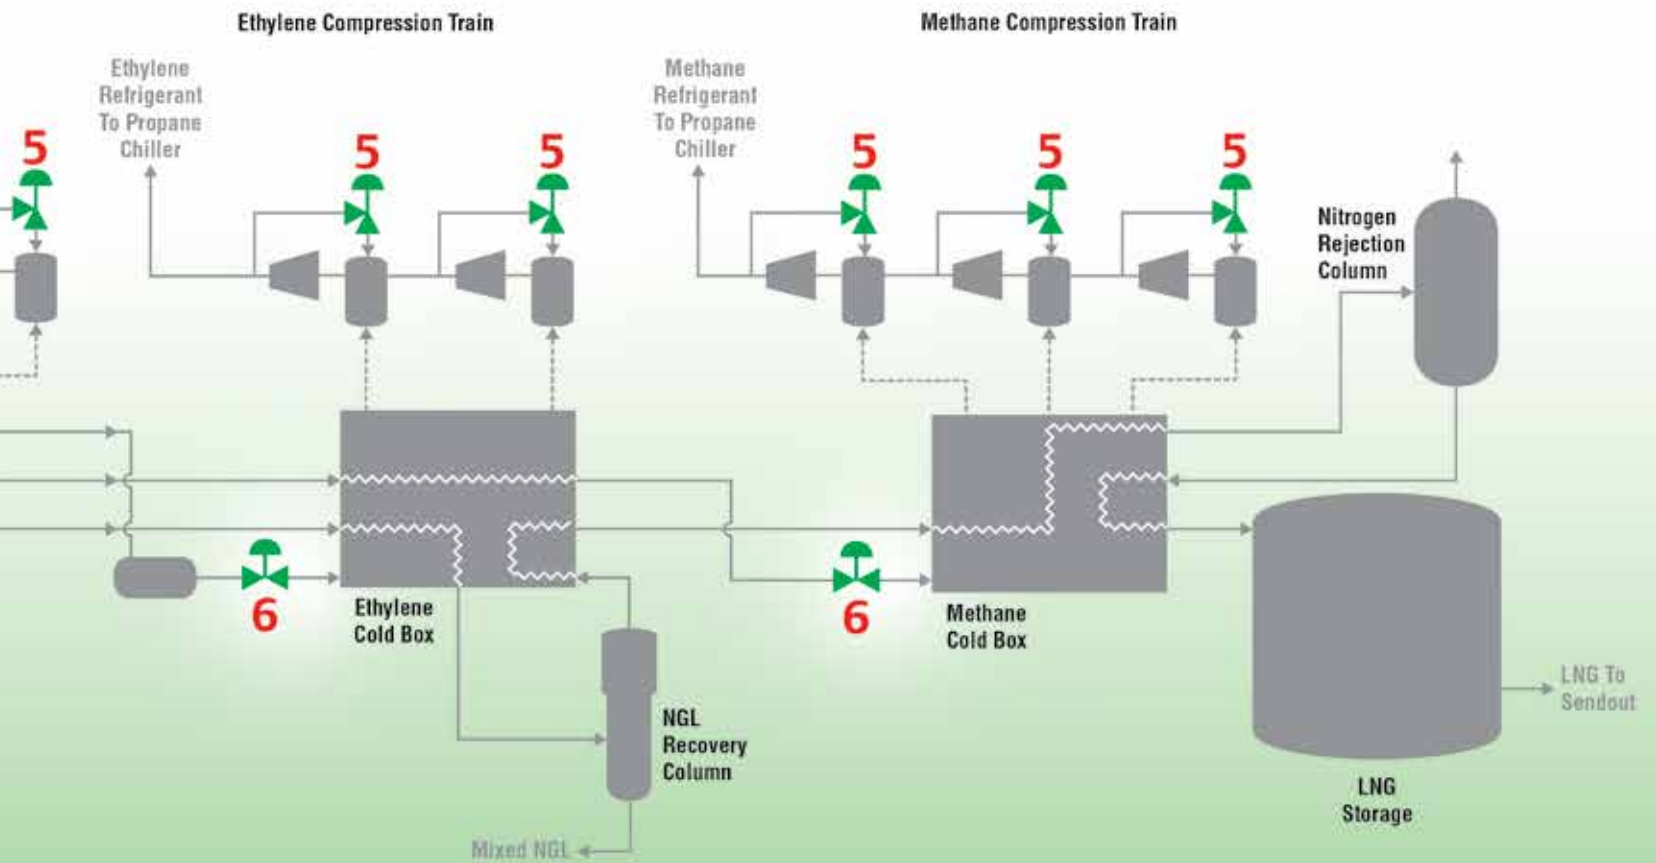 Ethylene Compression Train
Methane Compression Train
Ethylene
Refrigerant
To Propane
Chiller
Methane
Refrigerant
To Propane
Chiller
5
5
5
5
5
5
Nitrogen
Rejection
Column
6
Ethylene
Cold Box
6
Methane
Cold Box
NGL
Recovery
Column
LNG To
Sendout
LNG
Storage
Mixed NGL